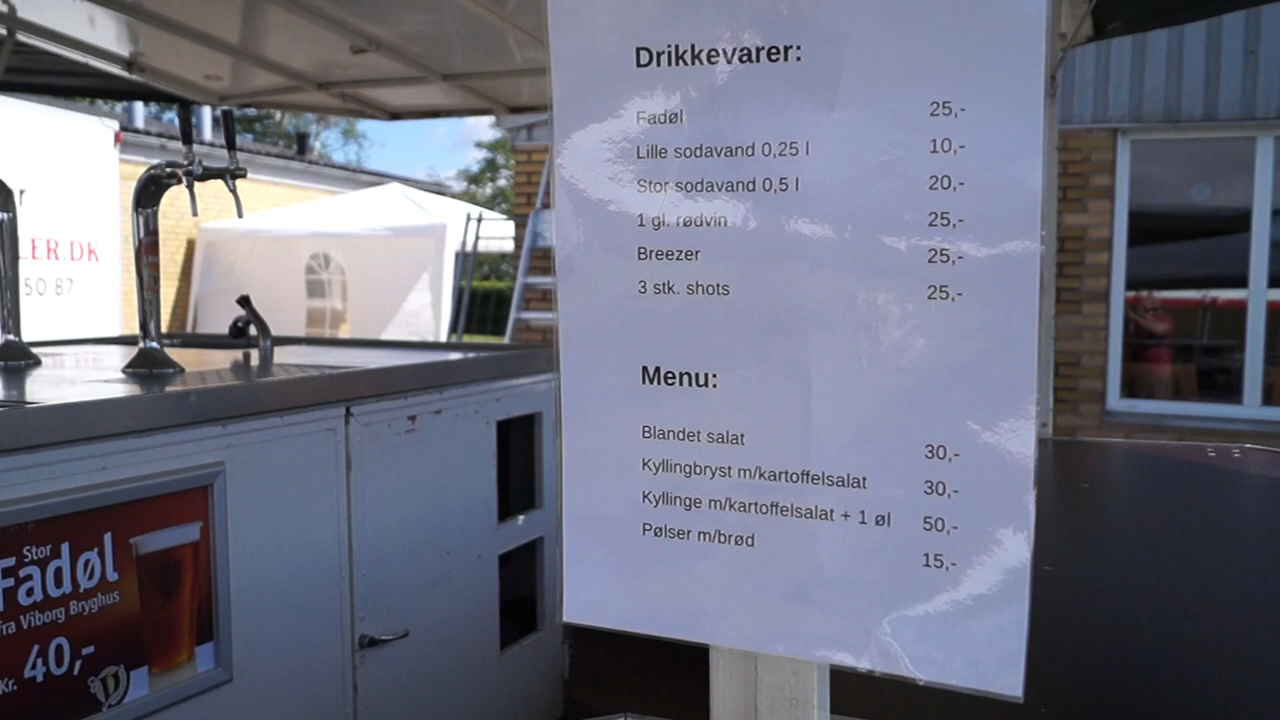 Drikkevarer:
Fadøl 25,-
Lille sodavand 0,25 l 10,-
Stor sodavand 0,5 l 20,-
1 gl. rødvin 25,-
Breezer 25,-
3 stk. shots 25,-
Menu:
Blandet salat 30,-
Kyllingbryst m/kartoffelsalat 30,-
Kyllinge m/kartoffelsalat + 1 øl 50,-
Pølser m/brød 15,-
LER.DK
50 87
Stor
Fadøl
fra Viborg Bryghus
Kr. 40,-